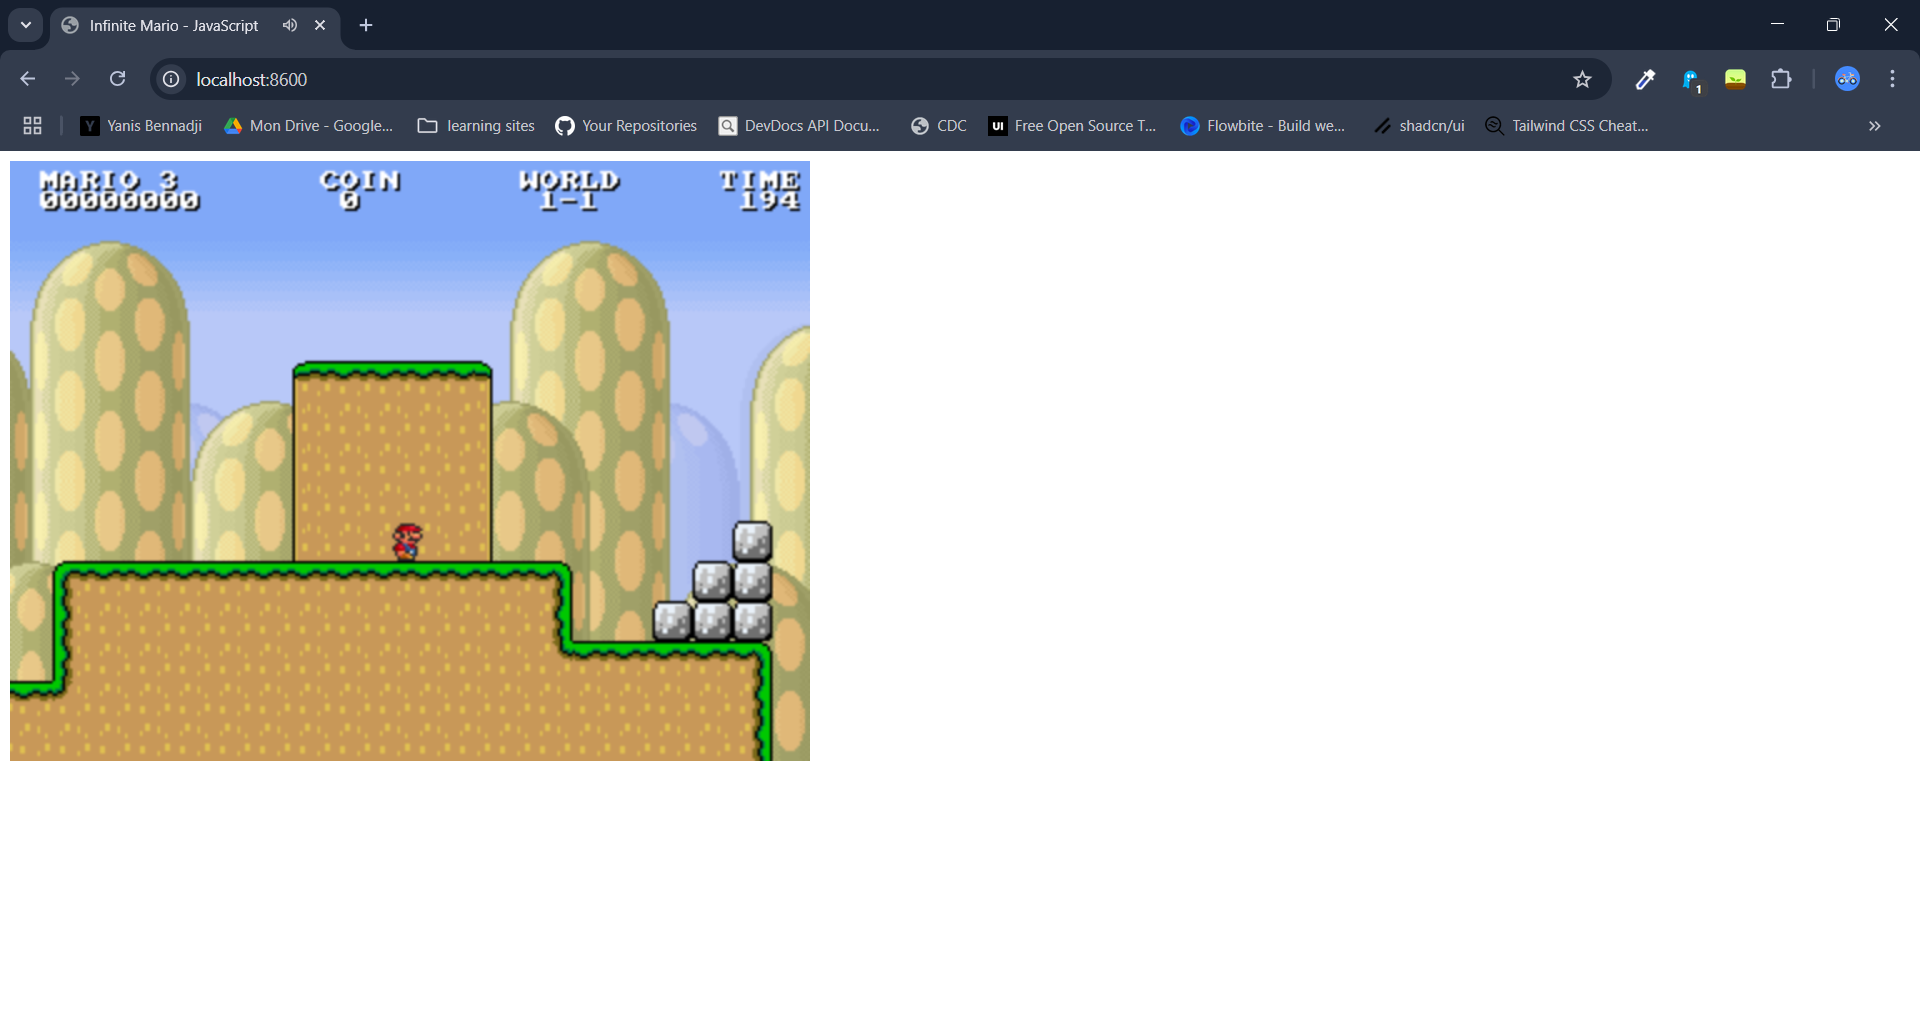 Infinite Mario - JavaScript
localhost:8600
1
Y Yanis Bennadji
Mon Drive - Google...
learning sites
Your Repositories
DevDocs API Docu...
CDC
UI Free Open Source T...
Flowbite - Build we...
shadcn/ui
Tailwind CSS Cheat...
MARIO 3 COIN WORLD TIME
00000000 0 1-1 194